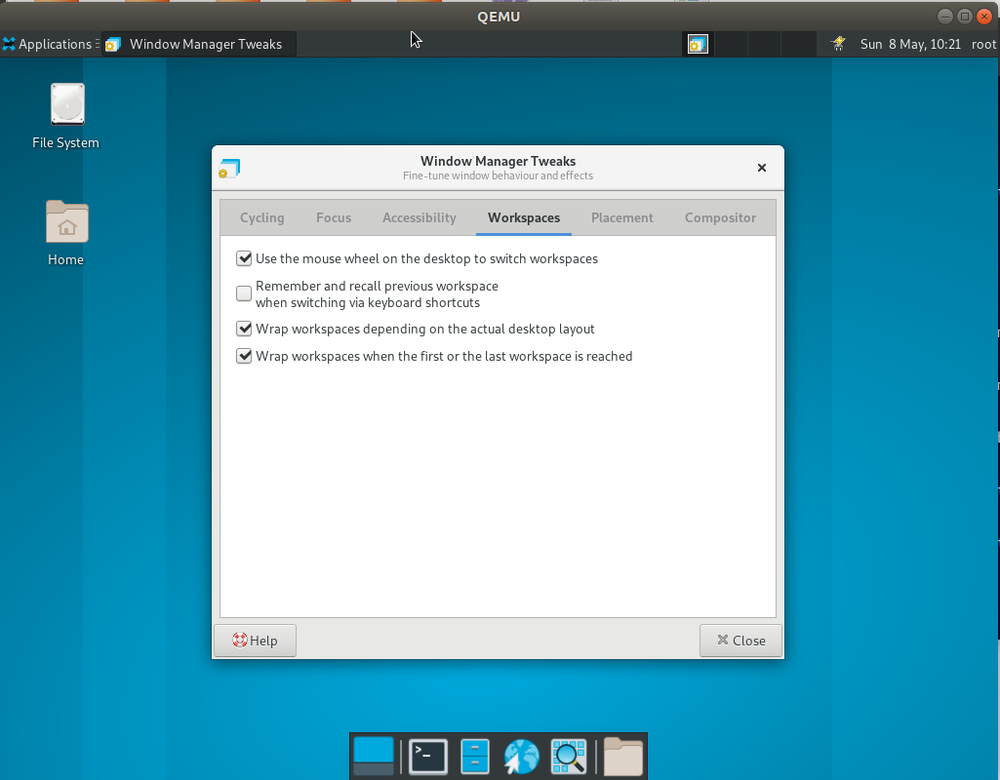 QEMU
Applications
Window Manager Tweaks
Sun 8 May, 10:21 root
File System
Home
Window Manager Tweaks
Fine-tune window behaviour and effects
Cycling Focus Accessibility Workspaces Placement Compositor
Use the mouse wheel on the desktop to switch workspaces
Remember and recall previous workspace
when switching via keyboard shortcuts
Wrap workspaces depending on the actual desktop layout
Wrap workspaces when the first or the last workspace is reached
Help
Close